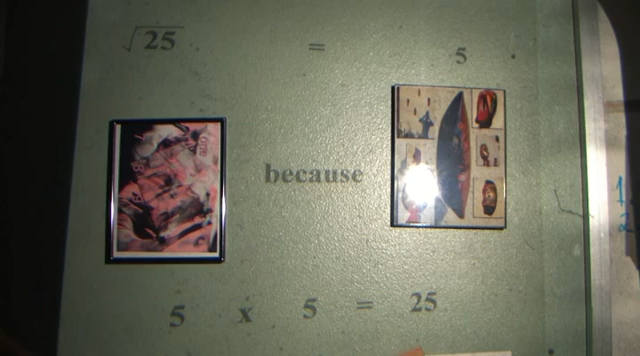 √25 = 5
because
5 x 5 = 25